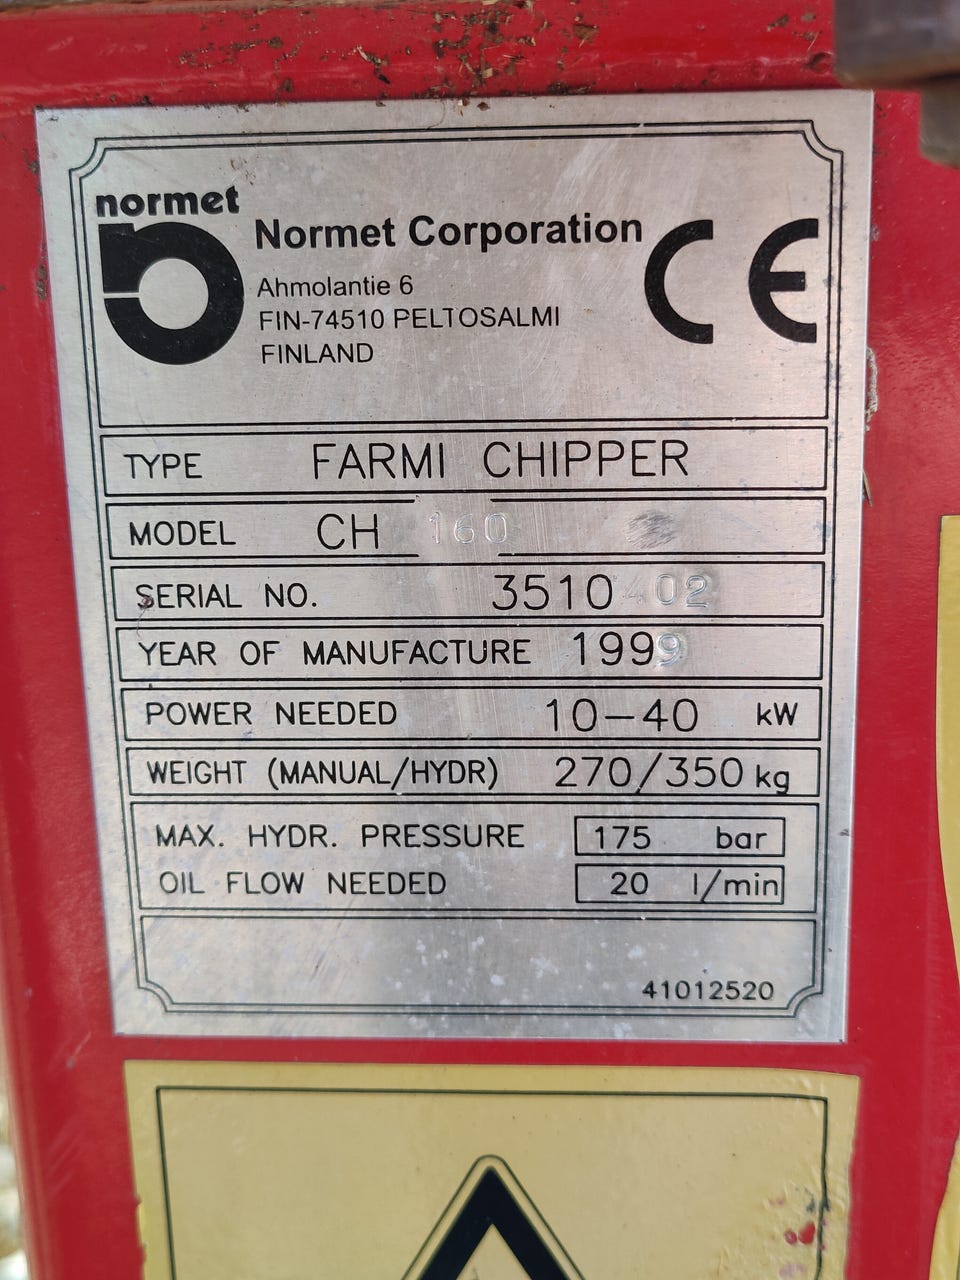 normet
Normet Corporation
Ahmolantie 6
FIN-74510 PELTOSALMI
FINLAND
CE
TYPE FARMI CHIPPER
MODEL CH 160
SERIAL NO. 3510402
YEAR OF MANUFACTURE 1999
POWER NEEDED 10-40 kW
WEIGHT (MANUAL/HYDR) 270/350 kg
MAX. HYDR. PRESSURE 175 bar
OIL FLOW NEEDED 20 l/min
41012520